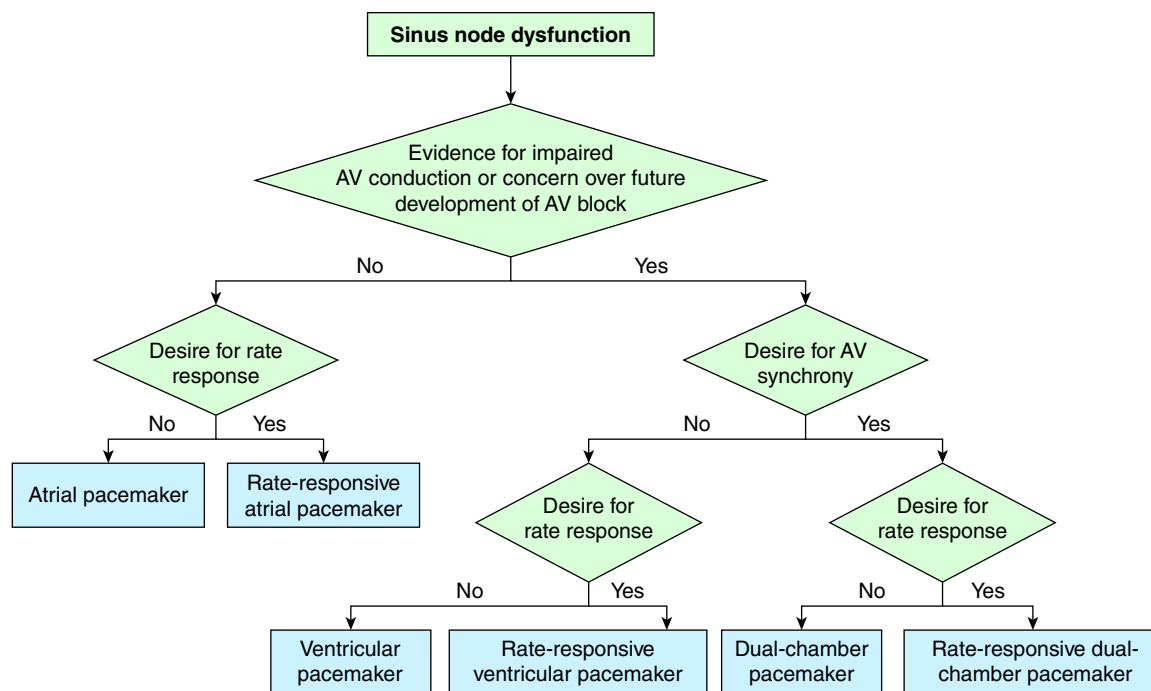 Sinus node dysfunction
Evidence for impaired
AV conduction or concern over future
development of AV block
No
Yes
Desire for rate
response
Desire for AV
synchrony
No
Yes
No
Yes
Atrial pacemaker
Rate-responsive
atrial pacemaker
Desire for
rate response
Desire for
rate response
No
Yes
No
Yes
Ventricular
pacemaker
Rate-responsive
ventricular pacemaker
Dual-chamber
pacemaker
Rate-responsive dual-
chamber pacemaker